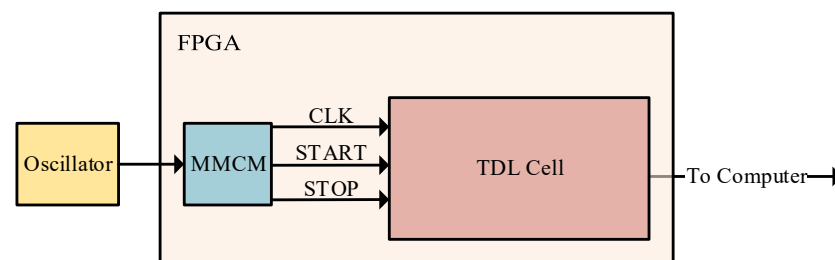 FPGA
Oscillator
MMCM
CLK
START
STOP
TDL Cell
To Computer